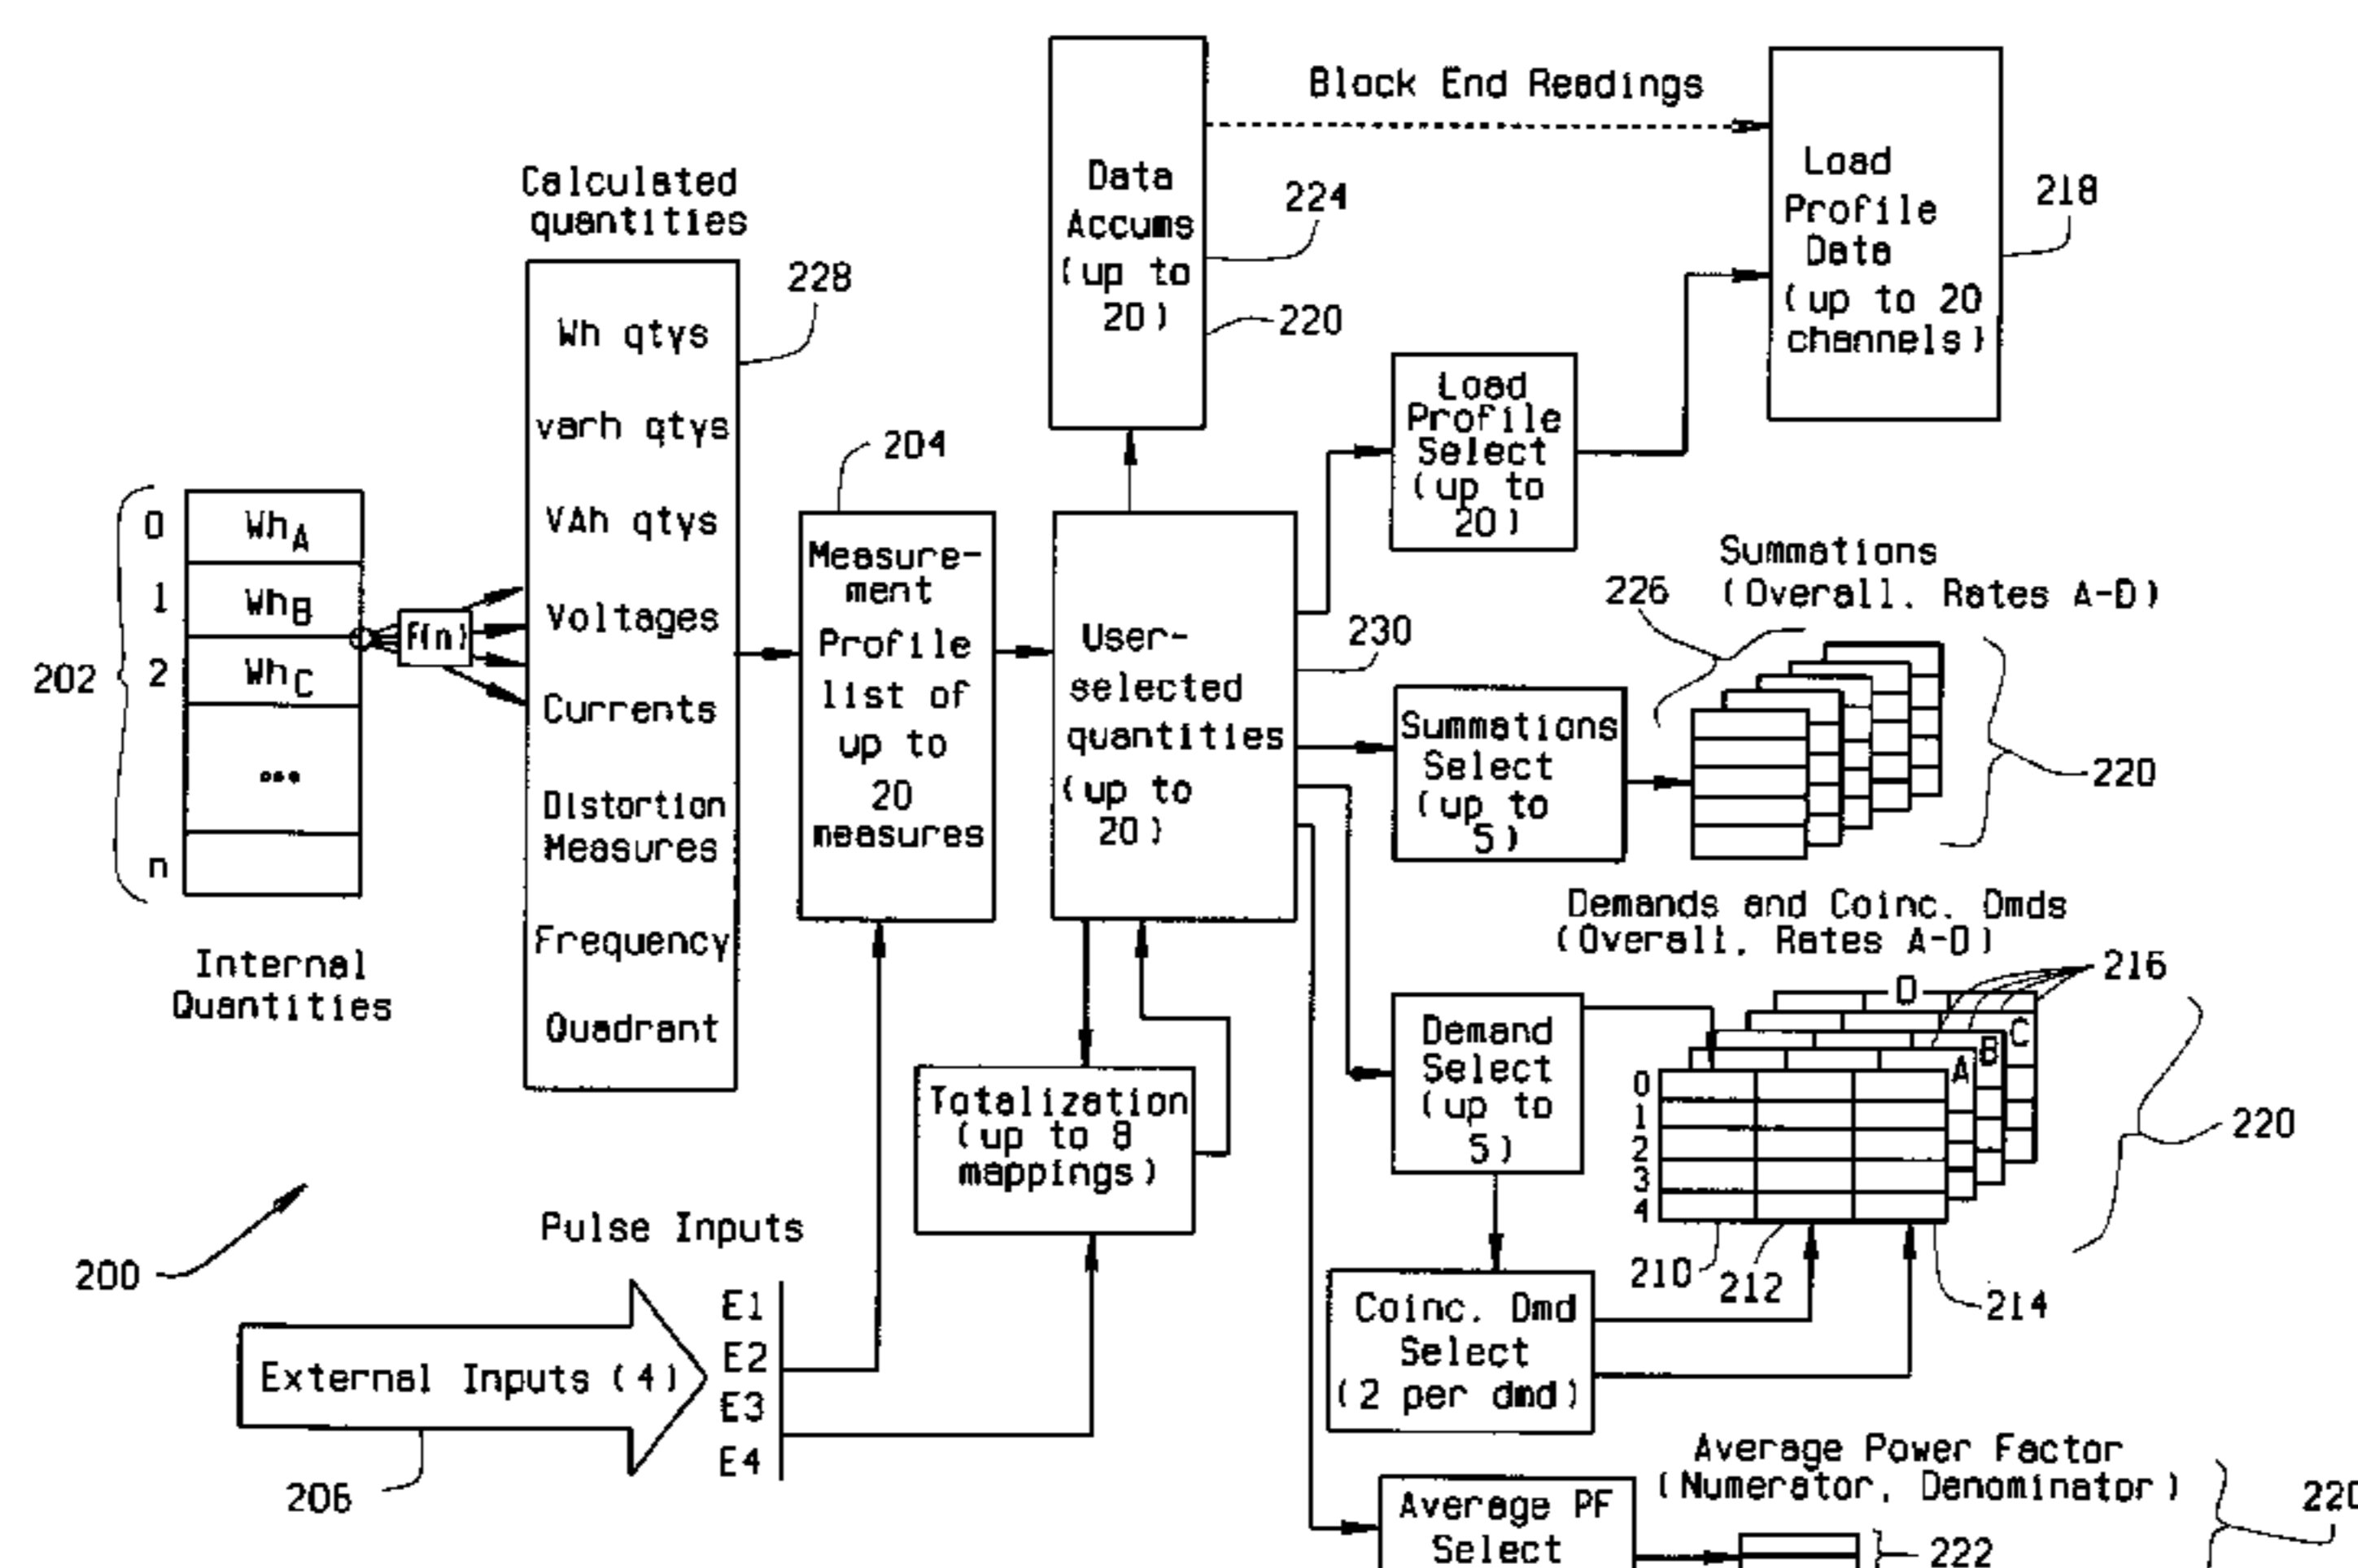 Block End Readings
Data
Accums
(up to
20)
224
220
Load
Profile
Data
(up to 20
channels)
218
Calculated
quantities
228
Wh qtys
varh qtys
VAh qtys
Voltages
Currents
Distortion
Measures
Frequency
Quadrant
202
0
1
2
n
WhA
WhB
WhC
...
Internal
Quantities
F(n)
204
Measure-
ment
Profile
list of
up to
20
measures
User-
selected
quantities
(up to
20)
230
Load
Profile
Select
(up to
20)
Summations
(Overall, Rates A-D)
226
220
Summations
Select
(up to
5)
Demands and Coinc. Dmds
(Overall, Rates A-D)
216
D
C
B
A
0
1
2
3
4
220
210
212
214
Demand
Select
(up to
5)
Totalization
(up to 8
mappings)
Coinc. Dmd
Select
(2 per dmd)
200
Pulse Inputs
E1
E2
E3
E4
External Inputs (4)
206
Average Power Factor
(Numerator, Denominator)
Average PF
Select
220
222